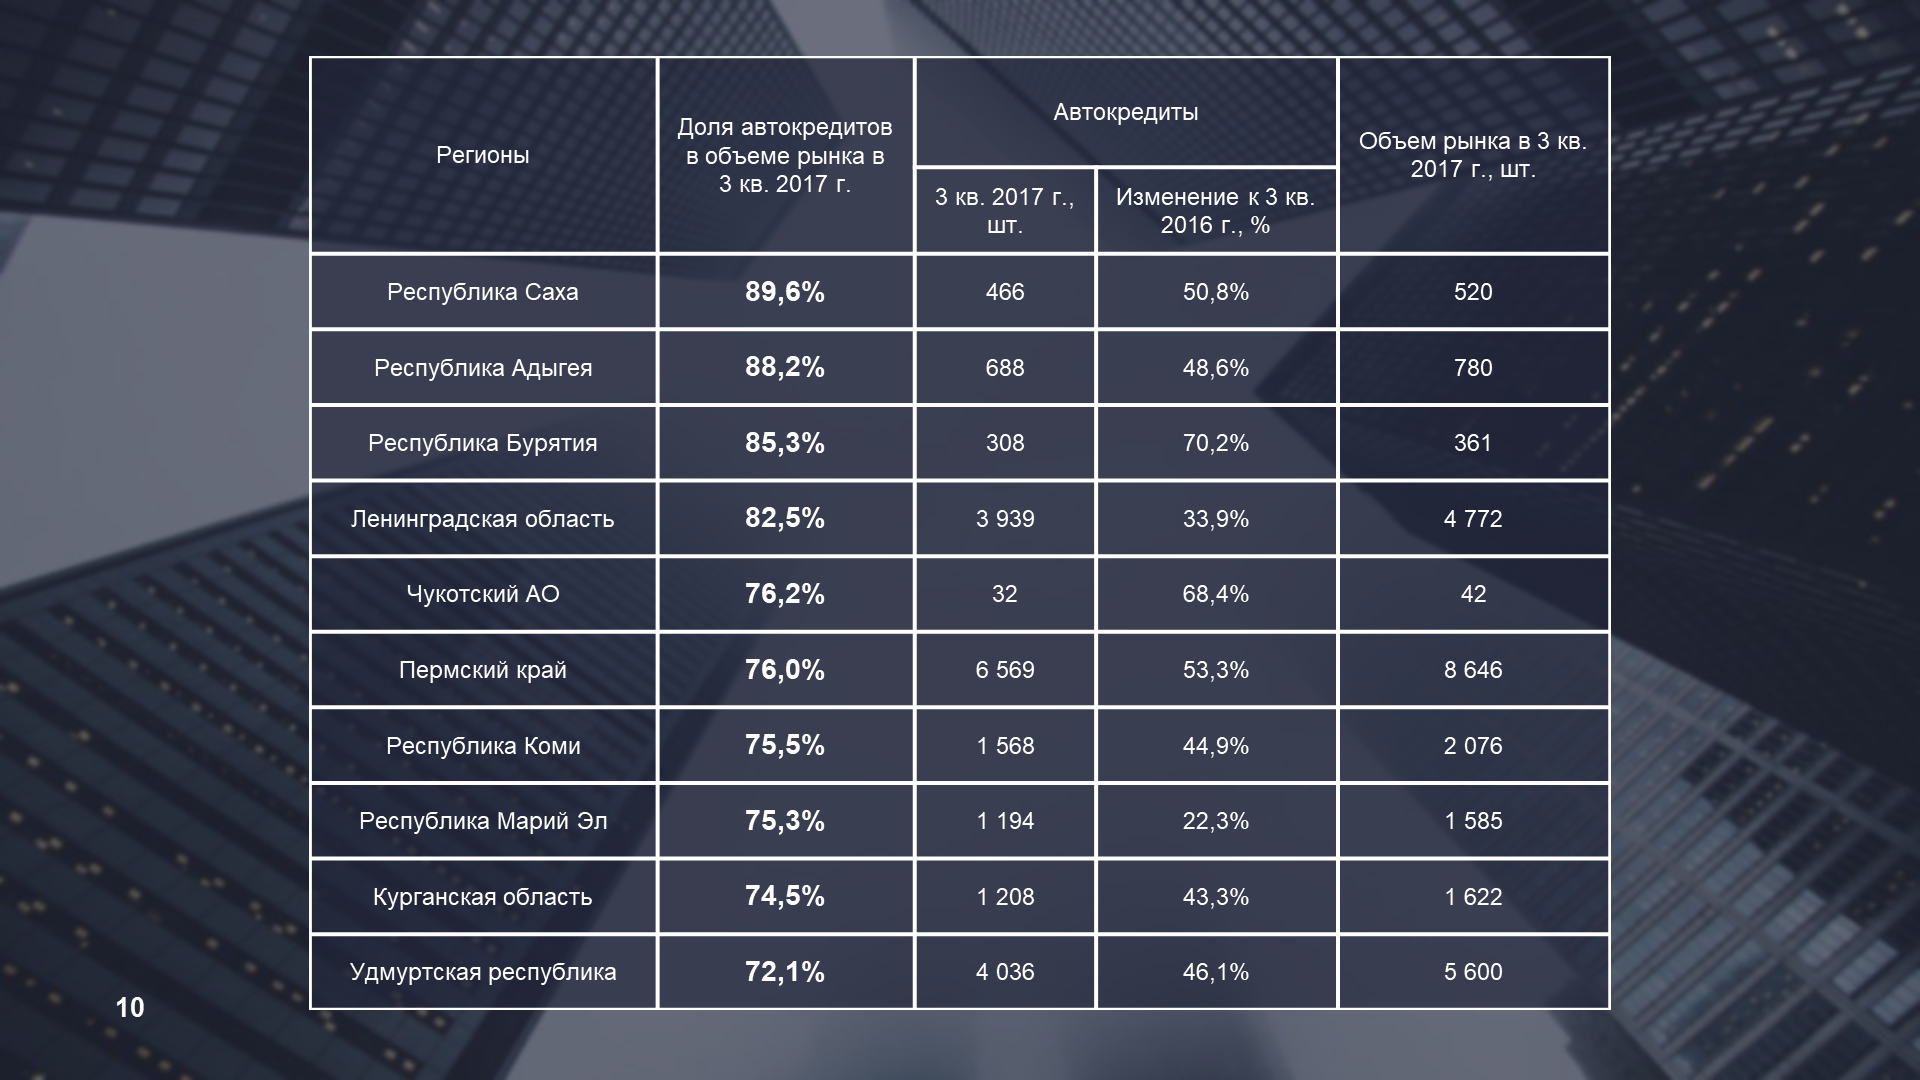 Регионы
Доля автокредитов
в объеме рынка в
3 кв. 2017 г.
Автокредиты
Объем рынка в 3 кв.
2017 г., шт.
3 кв. 2017 г.,
шт.
Изменение к 3 кв.
2016 г., %
Республика Саха 89,6% 466 50,8% 520
Республика Адыгея 88,2% 688 48,6% 780
Республика Бурятия 85,3% 308 70,2% 361
Ленинградская область 82,5% 3 939 33,9% 4 772
Чукотский АО 76,2% 32 68,4% 42
Пермский край 76,0% 6 569 53,3% 8 646
Республика Коми 75,5% 1 568 44,9% 2 076
Республика Марий Эл 75,3% 1 194 22,3% 1 585
Курганская область 74,5% 1 208 43,3% 1 622
Удмуртская республика 72,1% 4 036 46,1% 5 600
10